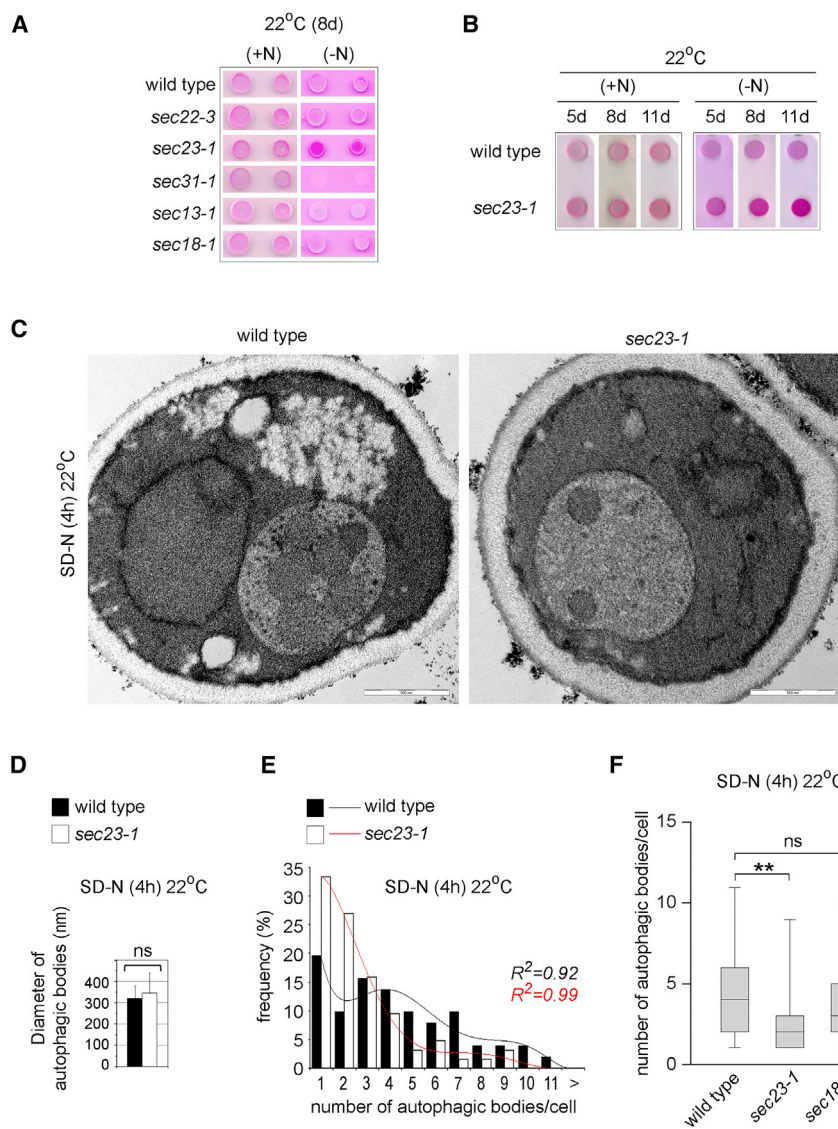 A
22°C (8d)
(+N) (-N)
wild type
sec22-3
sec23-1
sec31-1
sec13-1
sec18-1
B
22°C
(+N) (-N)
5d 8d 11d 5d 8d 11d
wild type
sec23-1
C
wild type sec23-1
SD-N (4h) 22°C
D
wild type
sec23-1
SD-N (4h) 22°C
Diameter of
autophagic bodies (nm)
ns
400
300
200
100
0
E
wild type
sec23-1
SD-N (4h) 22°C
frequency (%)
35
30
25
20
15
10
5
0
R²=0.92
R²=0.99
1 2 3 4 5 6 7 8 9 10 11 >
number of autophagic bodies/cell
F
SD-N (4h) 22°C
number of autophagic bodies/cell
15
10
5
0
ns
**
wild type
sec23-1
sec18